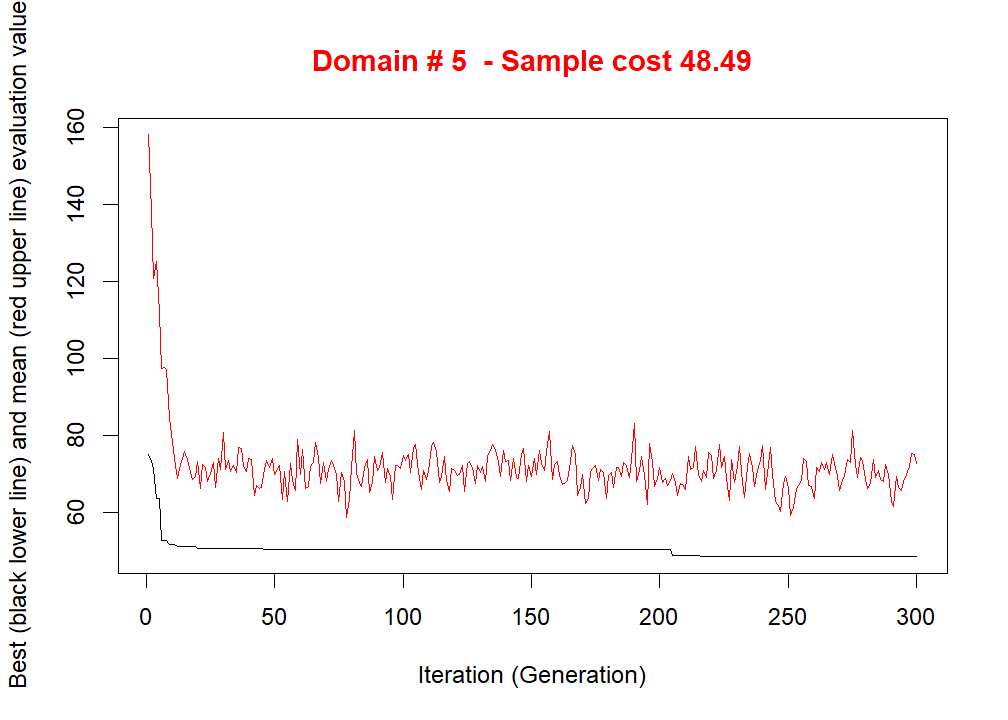 Domain # 5  - Sample cost 48.49
Best (black lower line) and mean (red upper line) evaluation value
160
140
120
100
80
60
0 50 100 150 200 250 300
Iteration (Generation)